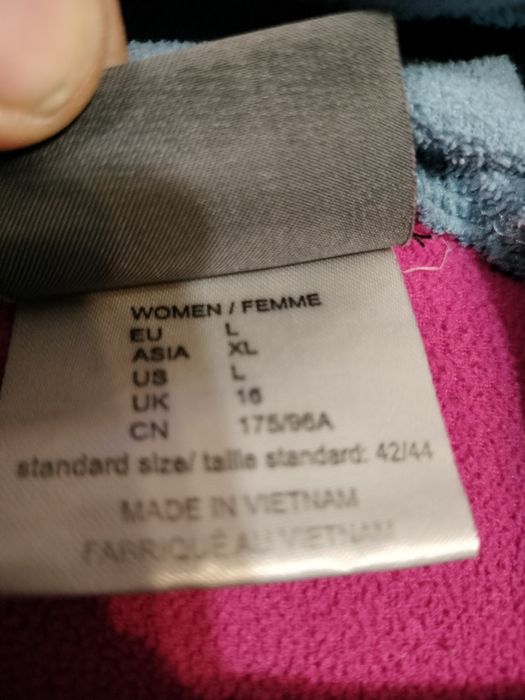 WOMEN / FEMME
EU L
ASIA XL
US L
UK 16
CN 175/96A
standard size/ taille standard: 42/44
MADE IN VIETNAM
FABRIQUÉ AU VIETNAM